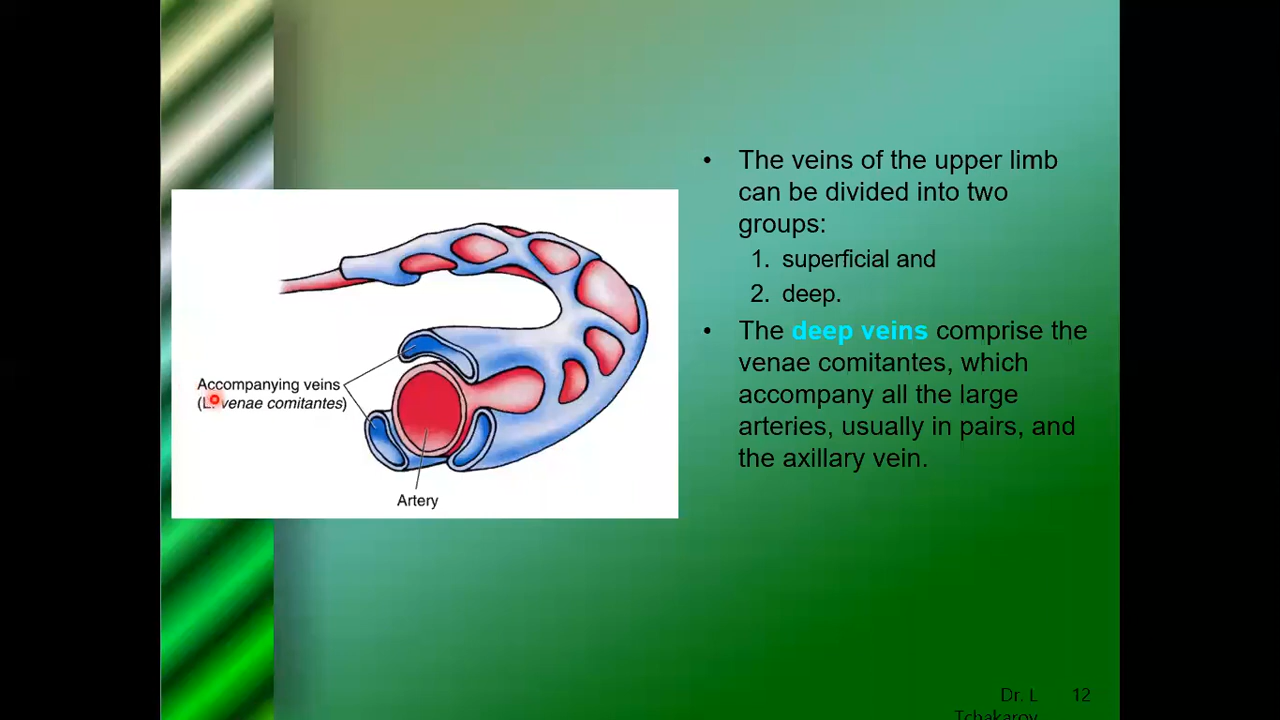 Accompanying veins
(L. venae comitantes)
Artery
• The veins of the upper limb
can be divided into two
groups:
1. superficial and
2. deep.
• The deep veins comprise the
venae comitantes, which
accompany all the large
arteries, usually in pairs, and
the axillary vein.
Dr. L
Tchakarov
12